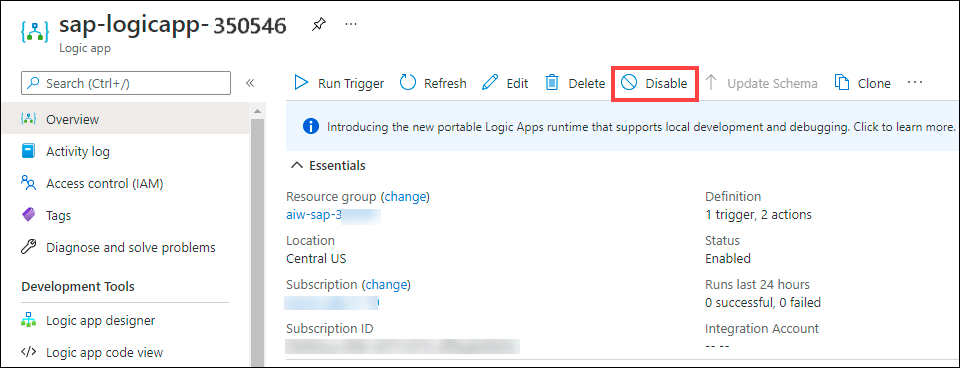 sap-logicapp-350546
Logic app
Search (Ctrl+/)
Run Trigger Refresh Edit Delete Disable Update Schema Clone
Overview
Activity log
Access control (IAM)
Tags
Diagnose and solve problems
Development Tools
Logic app designer
Logic app code view
Introducing the new portable Logic Apps runtime that supports local development and debugging. Click to learn more.
Essentials
Resource group (change)
aiw-sap-
Location
Central US
Subscription (change)
Subscription ID
Definition
1 trigger, 2 actions
Status
Enabled
Runs last 24 hours
0 successful, 0 failed
Integration Account
-- --